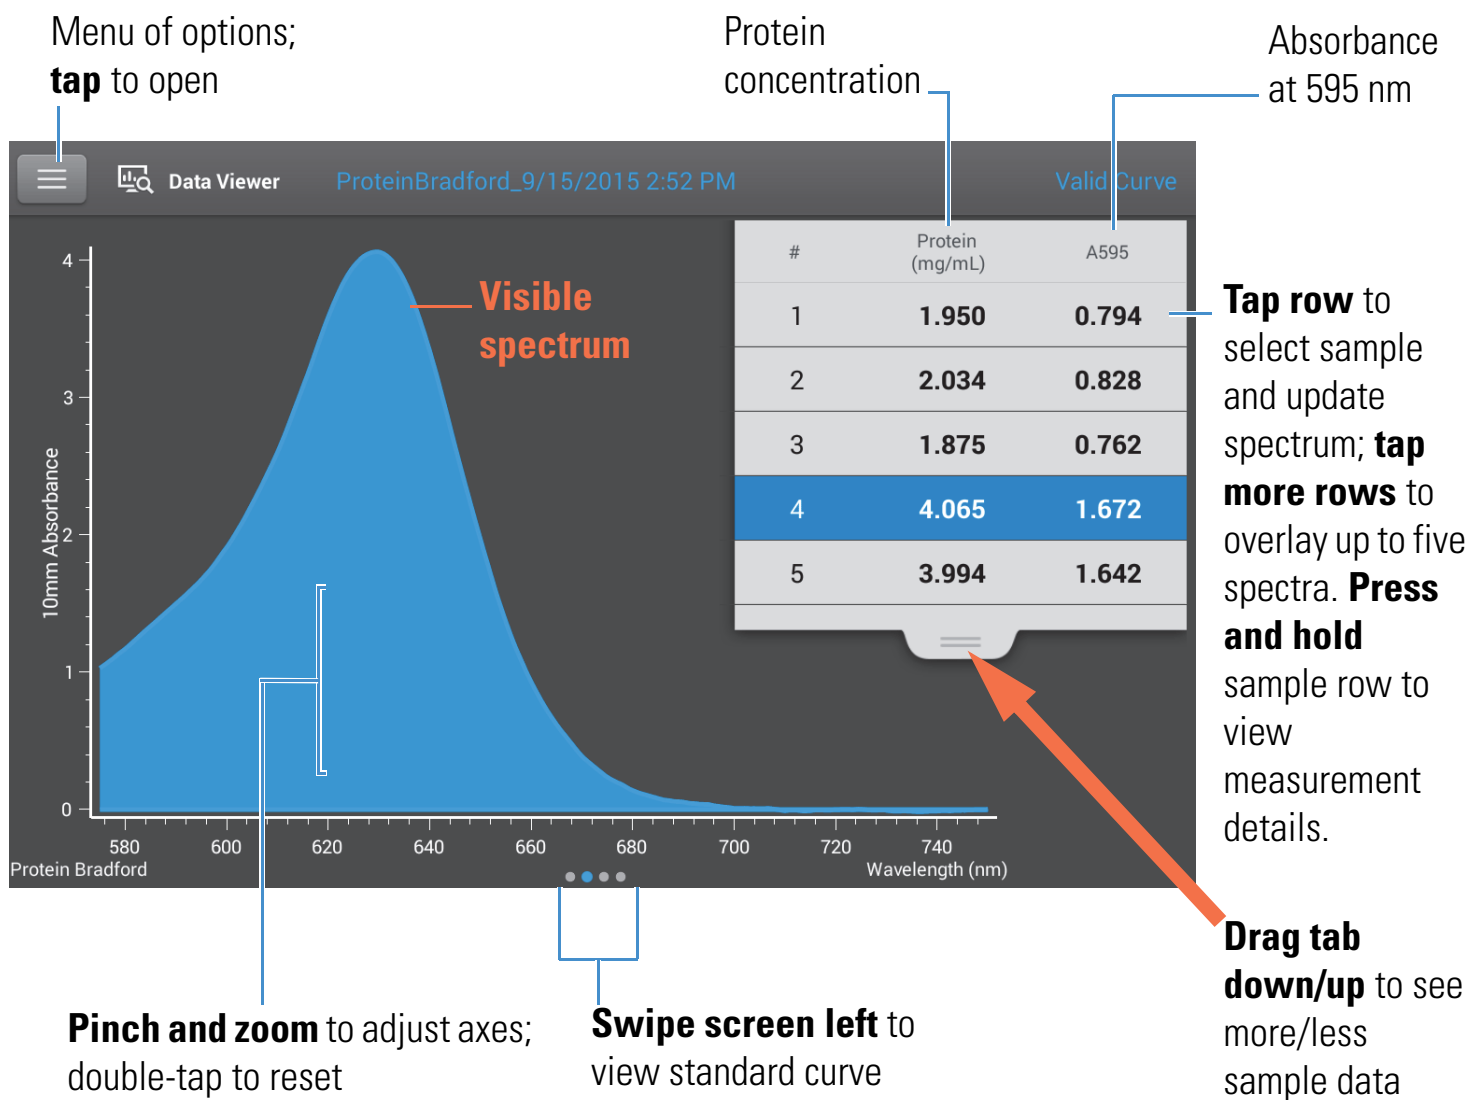 Menu of options;
tap to open
Protein
concentration
Absorbance
at 595 nm
Data Viewer
ProteinBradford_9/15/2015 2:52 PM
Valid Curve
# Protein (mg/mL) A595
1 1.950 0.794
2 2.034 0.828
3 1.875 0.762
4 4.065 1.672
5 3.994 1.642
Visible
spectrum
10mm Absorbance
4
3
2
1
0
580 600 620 640 660 680 700 720 740
Protein Bradford
Wavelength (nm)
Tap row to
select sample
and update
spectrum; tap
more rows to
overlay up to five
spectra. Press
and hold
sample row to
view
measurement
details.
Drag tab
down/up to see
more/less
sample data
Pinch and zoom to adjust axes;
double-tap to reset
Swipe screen left to
view standard curve